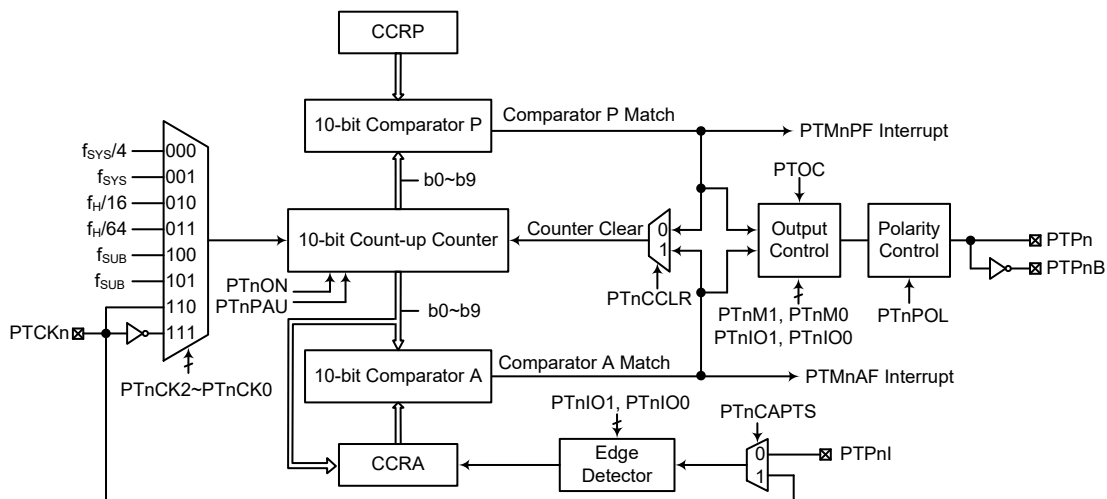 CCRP
10-bit Comparator P
Comparator P Match
PTMnPF Interrupt
b0~b9
fSYS/4
000
fSYS
001
fH/16
010
fH/64
011
fSUB
100
fSUB
101
110
111
PTCKn
PTnCK2~PTnCK0
10-bit Count-up Counter
PTnON
PTnPAU
Counter Clear
0
1
PTnCCLR
PTOC
Output
Control
PTnM1, PTnM0
PTnIO1, PTnIO0
Polarity
Control
PTnPOL
PTPn
PTPnB
b0~b9
10-bit Comparator A
Comparator A Match
PTMnAF Interrupt
CCRA
PTnIO1, PTnIO0
Edge
Detector
PTnCAPTS
0
1
PTPnI